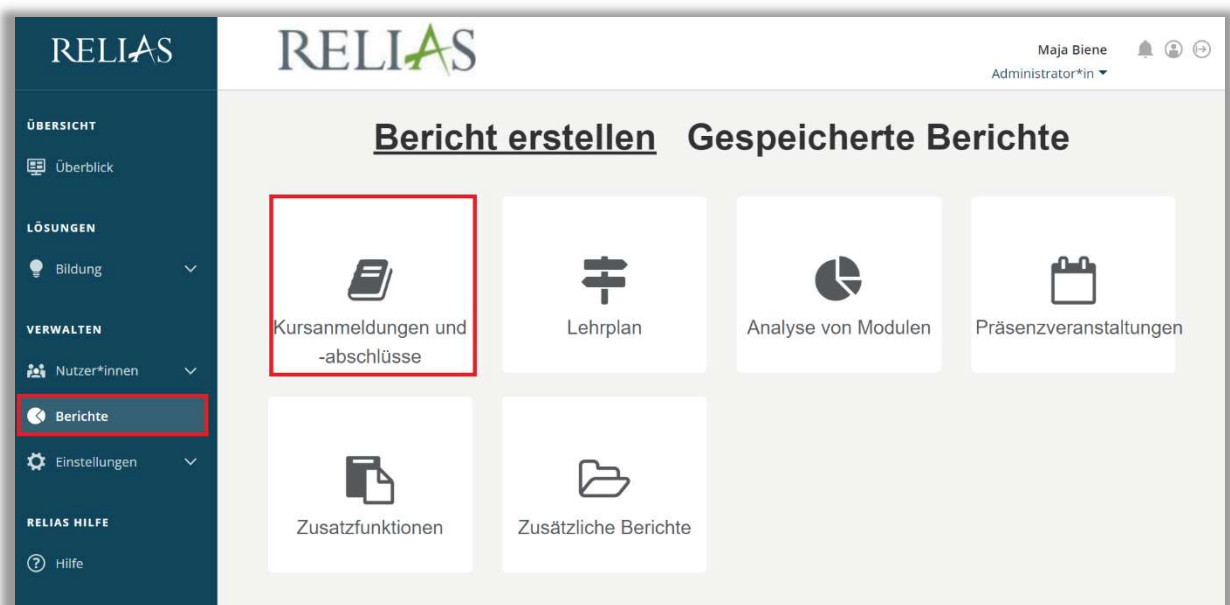 RELIAS
RELIAS
Maja Biene
Administrator*in
ÜBERSICHT
Überblick
LÖSUNGEN
Bildung
VERWALTEN
Nutzer*innen
Berichte
Einstellungen
RELIAS HILFE
Hilfe
Bericht erstellen Gespeicherte Berichte
Kursanmeldungen und
-abschlüsse
Lehrplan
Analyse von Modulen
Präsenzveranstaltungen
Zusatzfunktionen
Zusätzliche Berichte